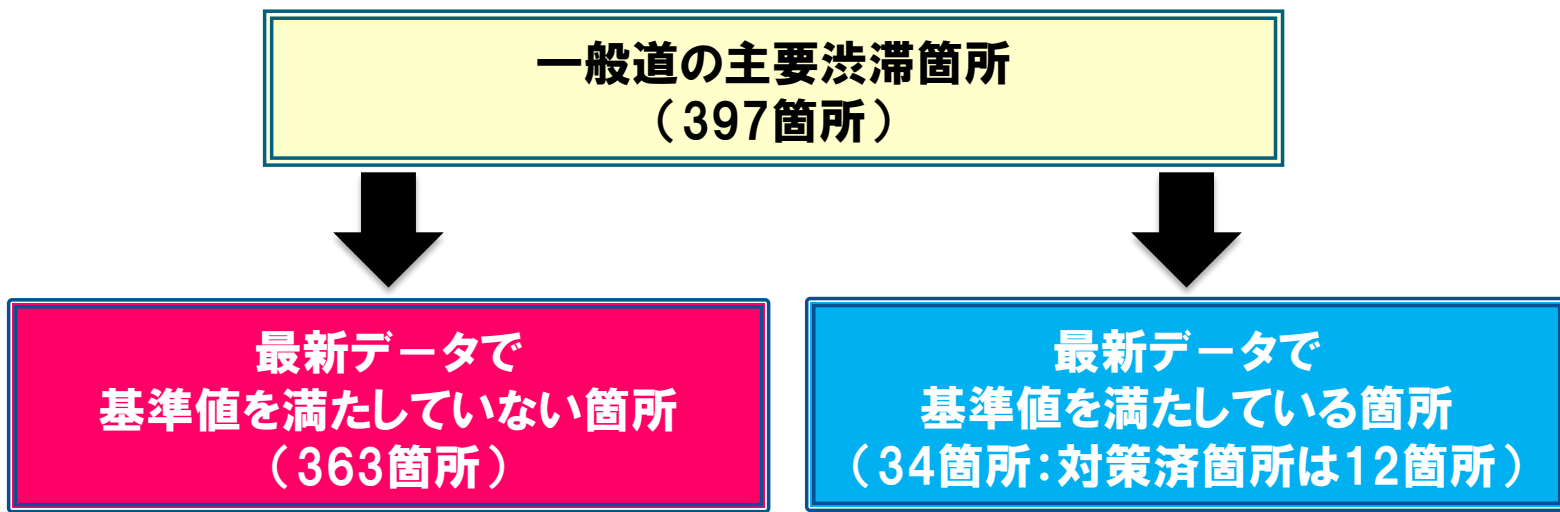 一般道の主要渋滞箇所
（397箇所）
最新データで
基準値を満たしていない箇所
（363箇所）
最新データで
基準値を満たしている箇所
（34箇所：対策済箇所は12箇所）